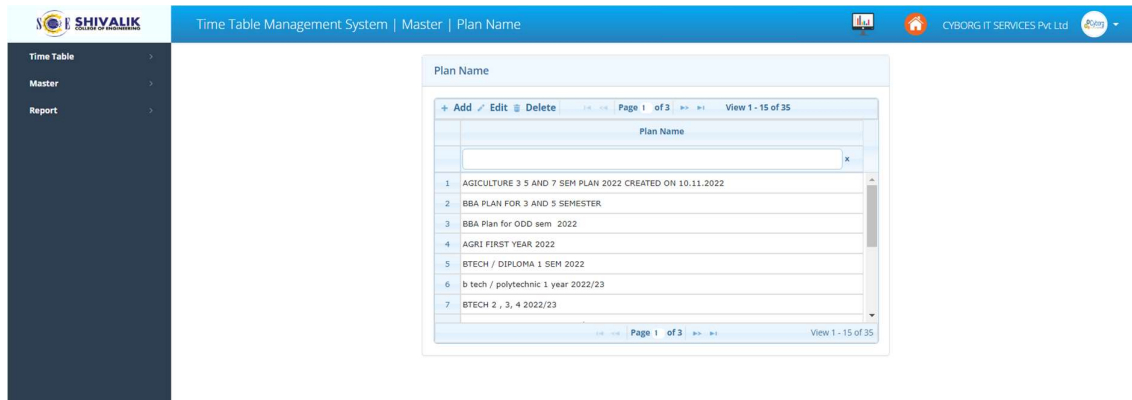 S E SHIVALIK
COLLEGE OF ENGINEERING
Time Table Management System | Master | Plan Name
CYBORG IT SERVICES Pvt Ltd
Cyborg
Time Table
Master
Report
Plan Name
+ Add Edit Delete Page 1 of 3 View 1 - 15 of 35
Plan Name
x
1 AGICULTURE 3 5 AND 7 SEM PLAN 2022 CREATED ON 10.11.2022
2 BBA PLAN FOR 3 AND 5 SEMESTER
3 BBA Plan for ODD sem 2022
4 AGRI FIRST YEAR 2022
5 BTECH / DIPLOMA 1 SEM 2022
6 b tech / polytechnic 1 year 2022/23
7 BTECH 2 , 3, 4 2022/23
Page 1 of 3 View 1 - 15 of 35